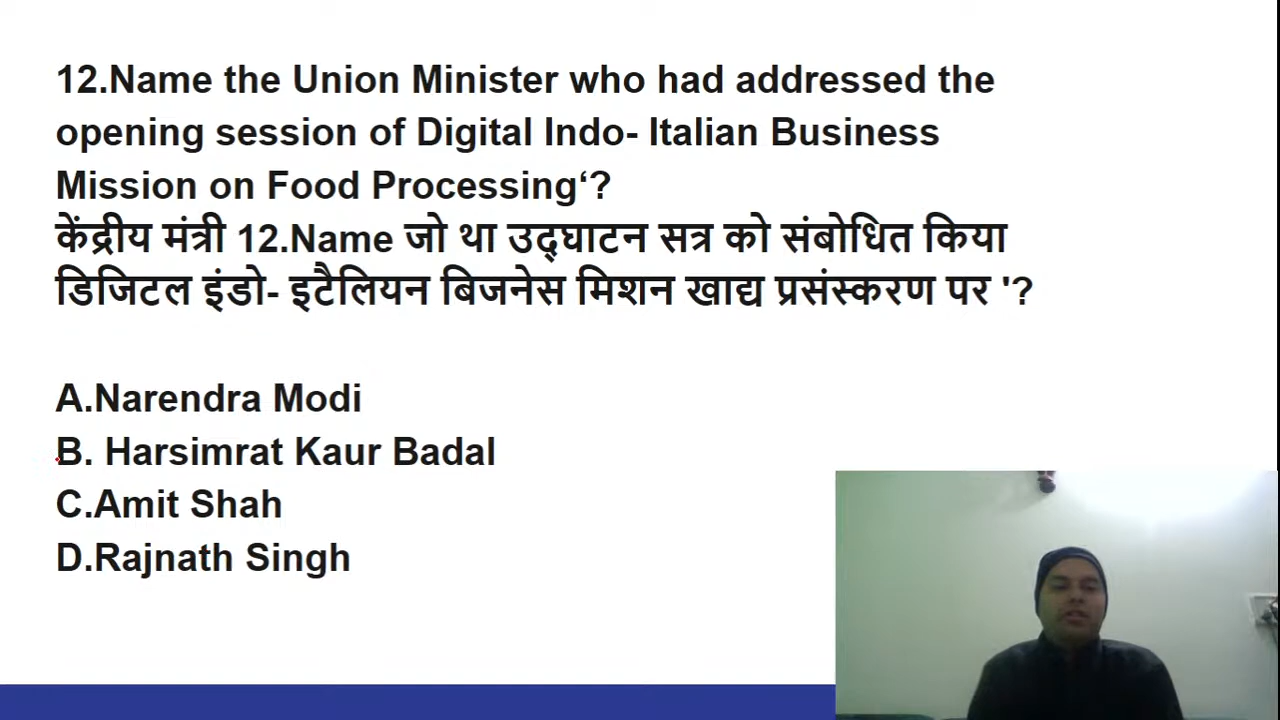 12.Name the Union Minister who had addressed the
opening session of Digital Indo- Italian Business
Mission on Food Processing‘?
केंद्रीय मंत्री 12.Name जो था उद्घाटन सत्र को संबोधित किया
डिजिटल इंडो- इटैलियन बिजनेस मिशन खाद्य प्रसंस्करण पर '?
A.Narendra Modi
B. Harsimrat Kaur Badal
C.Amit Shah
D.Rajnath Singh